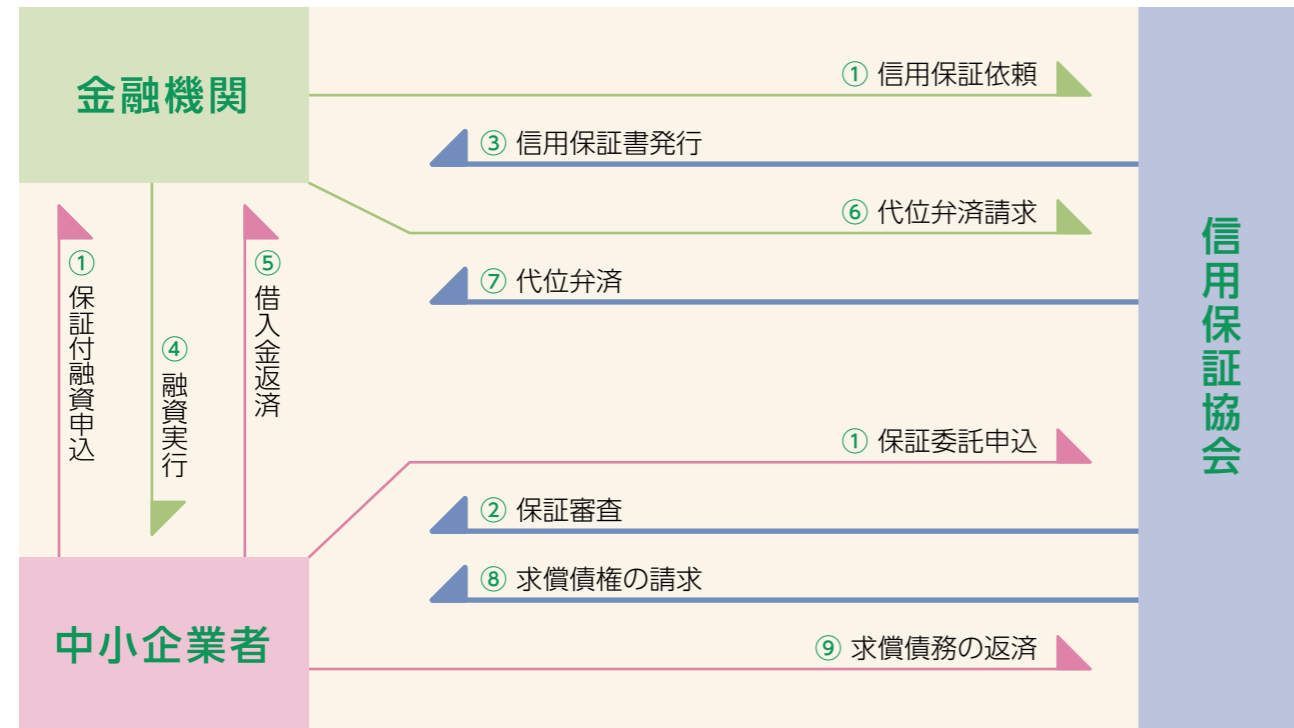 金融機関
① 信用保証依頼
③ 信用保証書発行
⑥ 代位弁済請求
⑦ 代位弁済
① 保証付融資申込
④ 融資実行
⑤ 借入金返済
信用保証協会
① 保証委託申込
② 保証審査
⑧ 求償債権の請求
中小企業者
⑨ 求償債務の返済